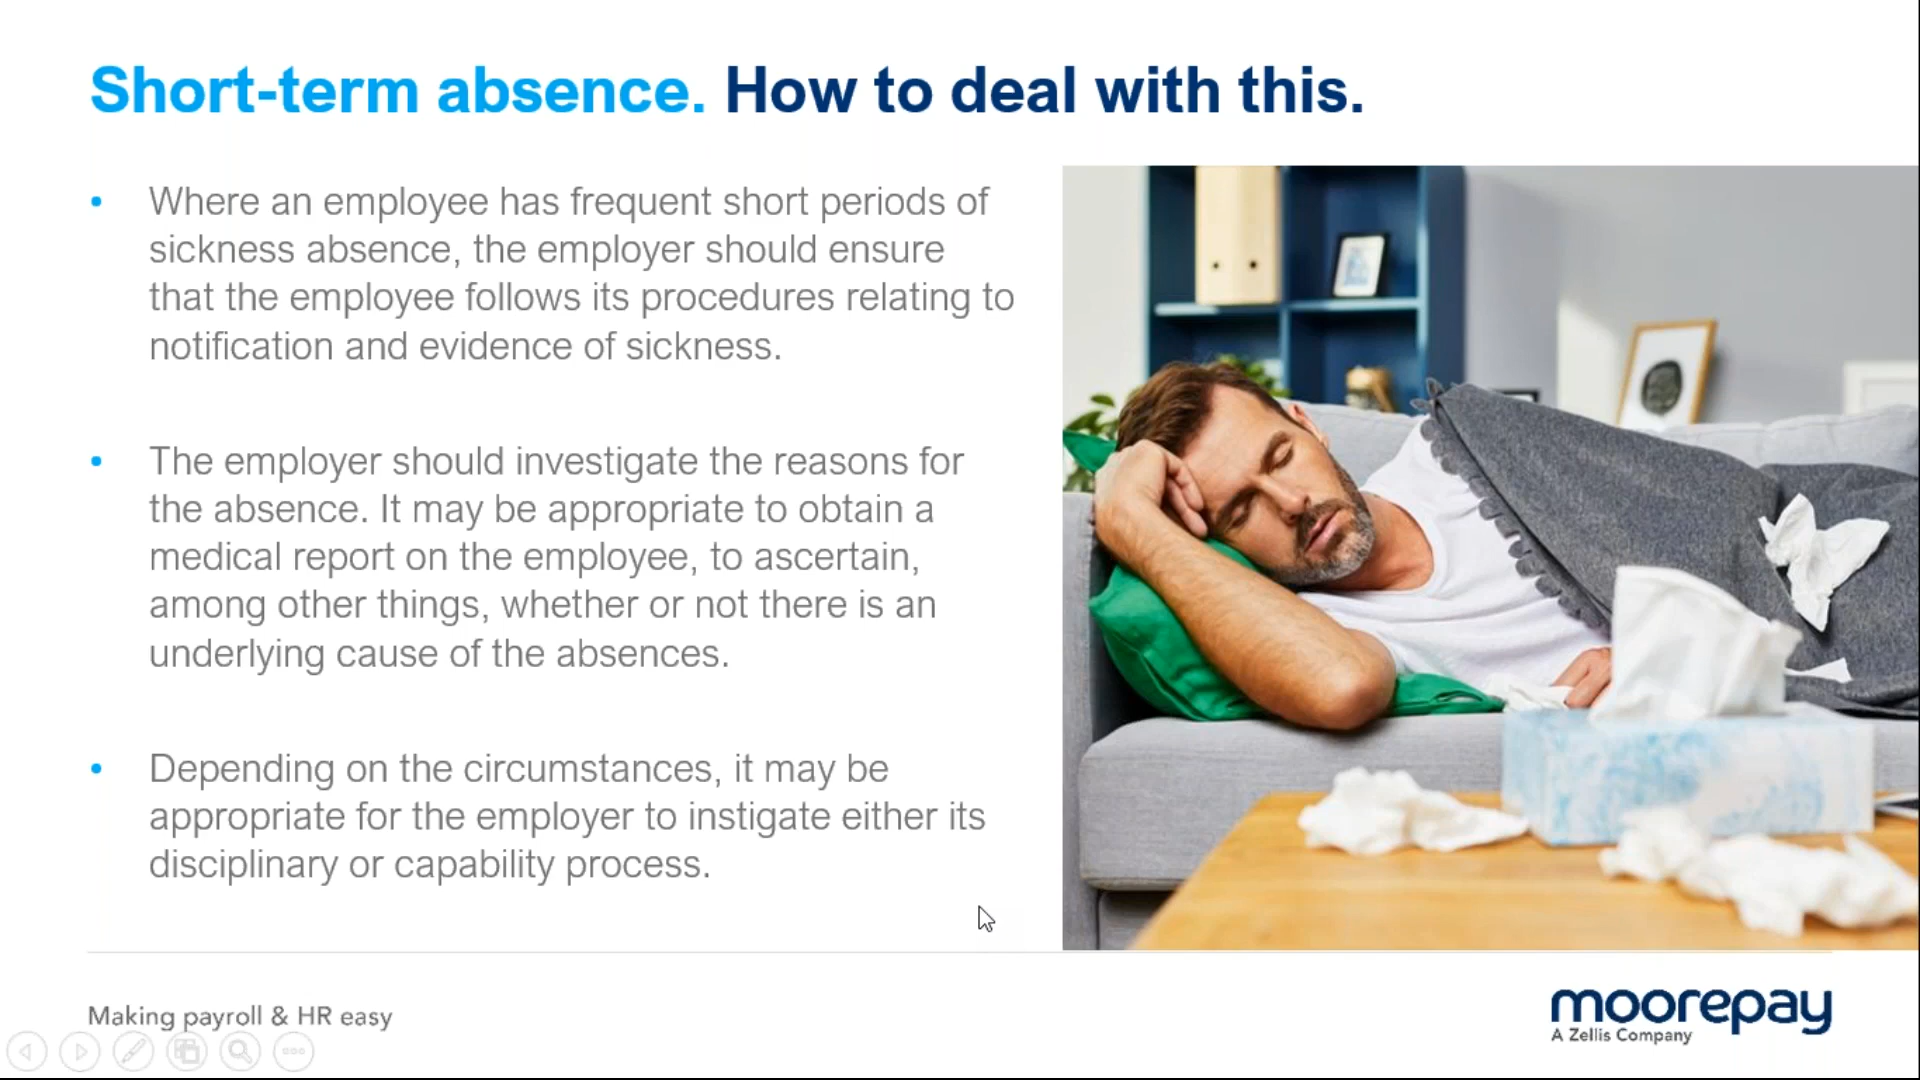 Short-term absence. How to deal with this.
• Where an employee has frequent short periods of
sickness absence, the employer should ensure
that the employee follows its procedures relating to
notification and evidence of sickness.
• The employer should investigate the reasons for
the absence. It may be appropriate to obtain a
medical report on the employee, to ascertain,
among other things, whether or not there is an
underlying cause of the absences.
• Depending on the circumstances, it may be
appropriate for the employer to instigate either its
disciplinary or capability process.
Making payroll & HR easy
moorepay
A Zellis Company